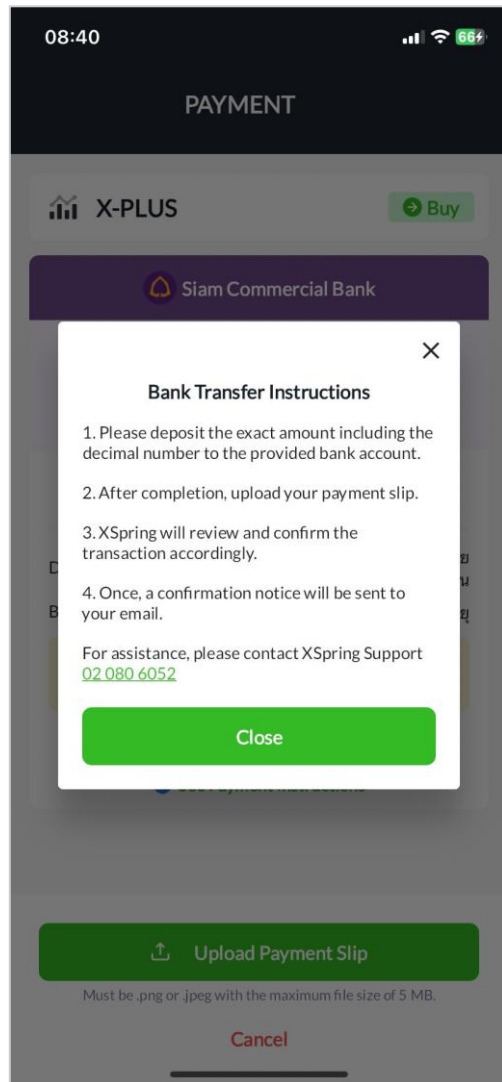 08:40
66
PAYMENT
X-PLUS
Buy
Siam Commercial Bank
Bank Transfer Instructions
1. Please deposit the exact amount including the
decimal number to the provided bank account.
2. After completion, upload your payment slip.
3. XSpring will review and confirm the
transaction accordingly.
4. Once, a confirmation notice will be sent to
your email.
For assistance, please contact XSpring Support
02 080 6052
Close
Upload Payment Slip
Must be .png or .jpeg with the maximum file size of 5 MB.
Cancel